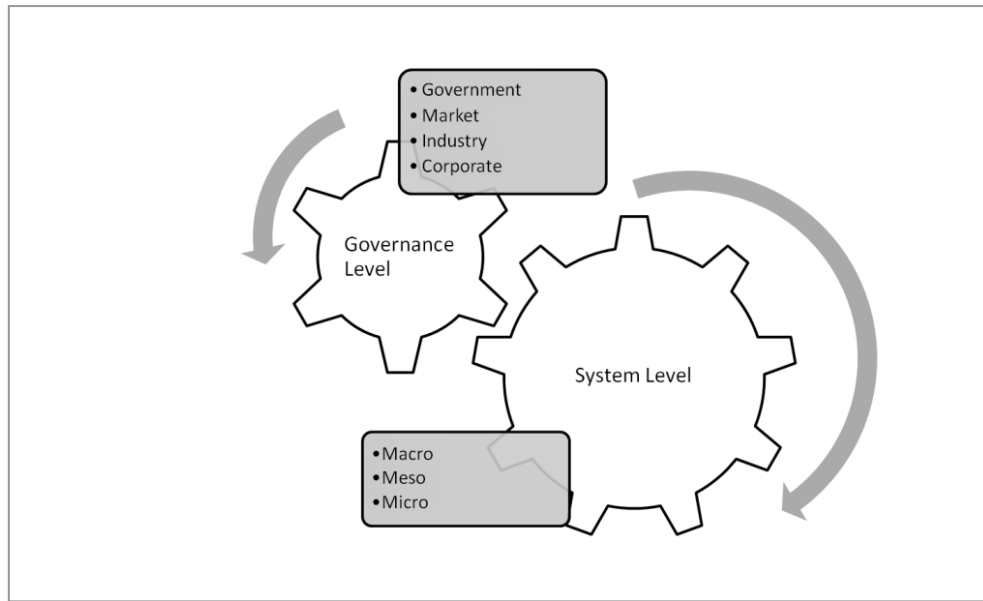 • Government
• Market
• Industry
• Corporate
Governance
Level
System Level
•Macro
•Meso
•Micro